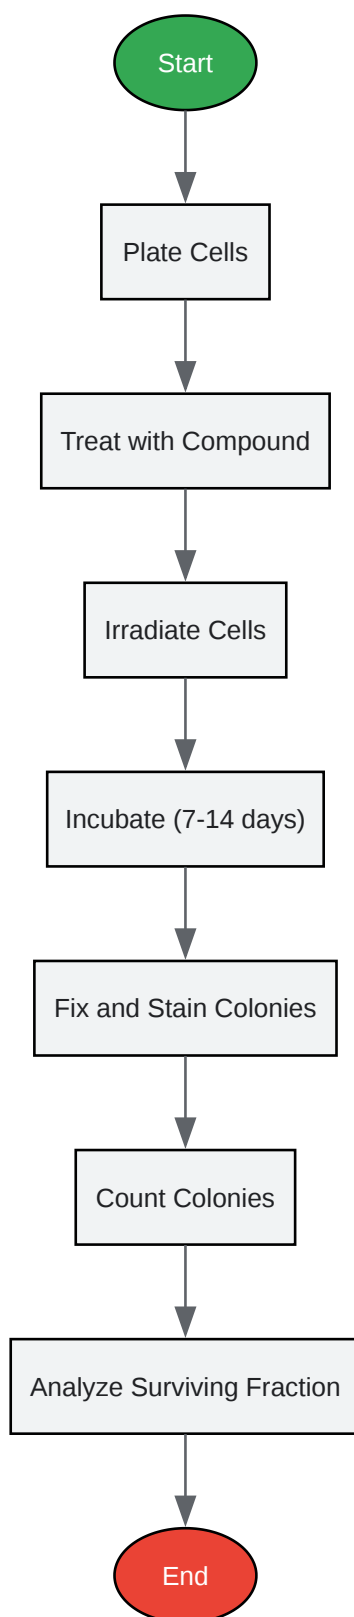 Start
Plate Cells
Treat with Compound
Irradiate Cells
Incubate (7-14 days)
Fix and Stain Colonies
Count Colonies
Analyze Surviving Fraction
End